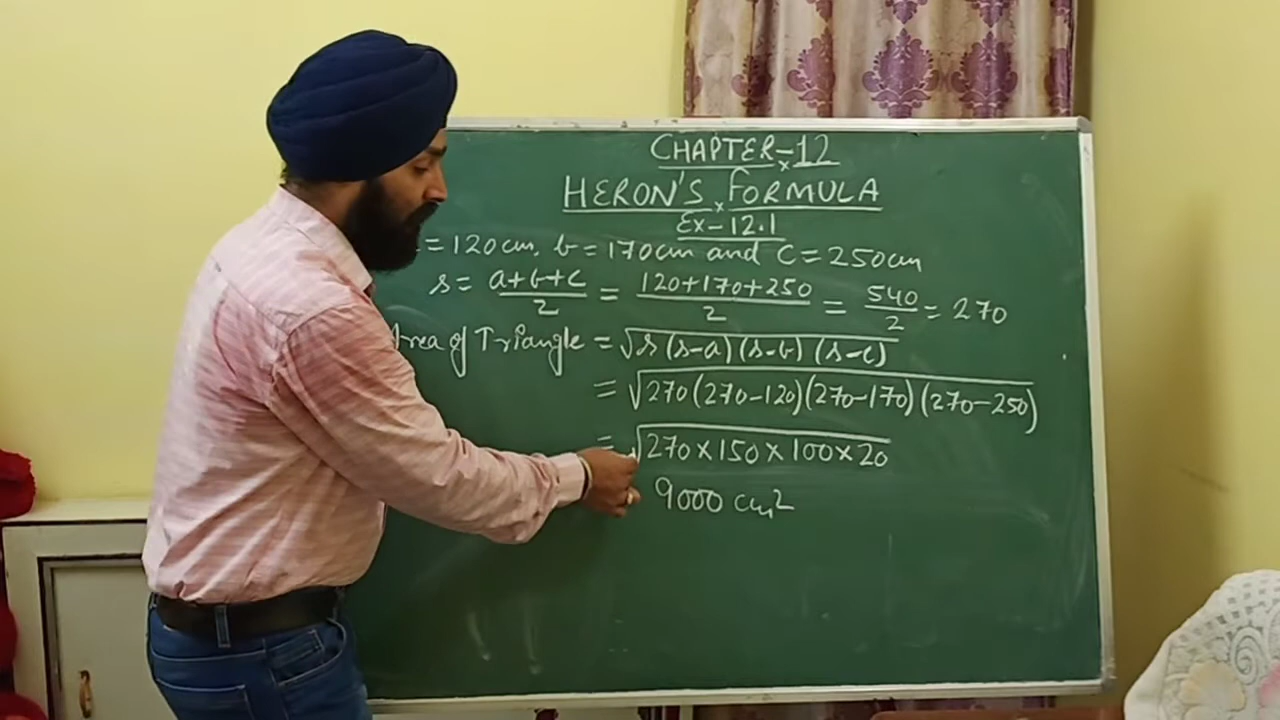 CHAPTER-12
HERON'S FORMULA
Ex-12.1
= 120cm, b = 170cm and c = 250cm
s = a+b+c/2 = 120+170+250/2 = 540/2 = 270
Area of Triangle = √s(s-a)(s-b)(s-c)
= √270(270-120)(270-170)(270-250)
= √270×150×100×20
9000 cm²